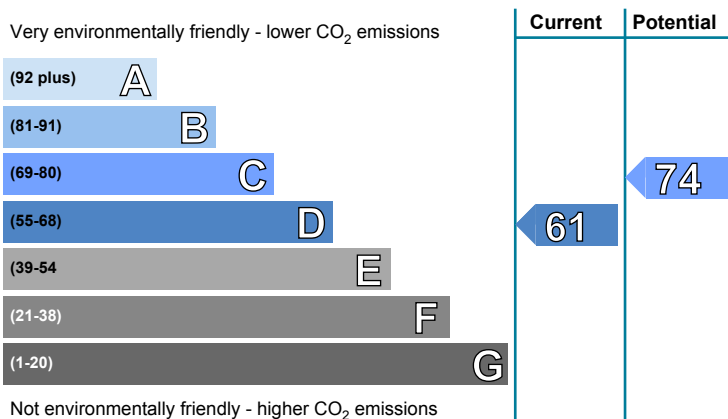 Current Potential
Very environmentally friendly - lower CO2 emissions
(92 plus) A
(81-91) B
(69-80) C
74
(55-68) D
61
(39-54 E
(21-38) F
(1-20) G
Not environmentally friendly - higher CO2 emissions